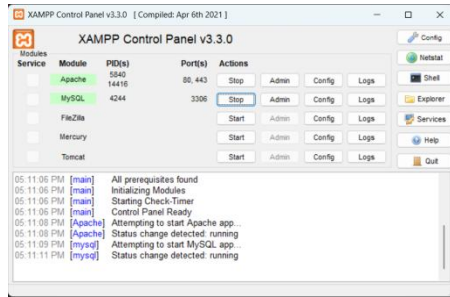 XAMPP Control Panel v3.3.0 [ Compiled: Apr 6th 2021 ]
XAMPP Control Panel v3.3.0
Config
Modules
Service Module PID(s) Port(s) Actions
Netstat
Apache 5840 14416 80, 443 Stop Admin Config Logs
Shell
MySQL 4244 3306 Stop Admin Config Logs
Explorer
FileZilla Start Admin Config Logs
Services
Mercury Start Admin Config Logs
Help
Tomcat Start Admin Config Logs
Quit
05:11:06 PM [main] All prerequisites found
05:11:06 PM [main] Initializing Modules
05:11:06 PM [main] Starting Check-Timer
05:11:06 PM [main] Control Panel Ready
05:11:08 PM [Apache] Attempting to start Apache app...
05:11:08 PM [Apache] Status change detected: running
05:11:09 PM [mysql] Attempting to start MySQL app...
05:11:11 PM [mysql] Status change detected: running